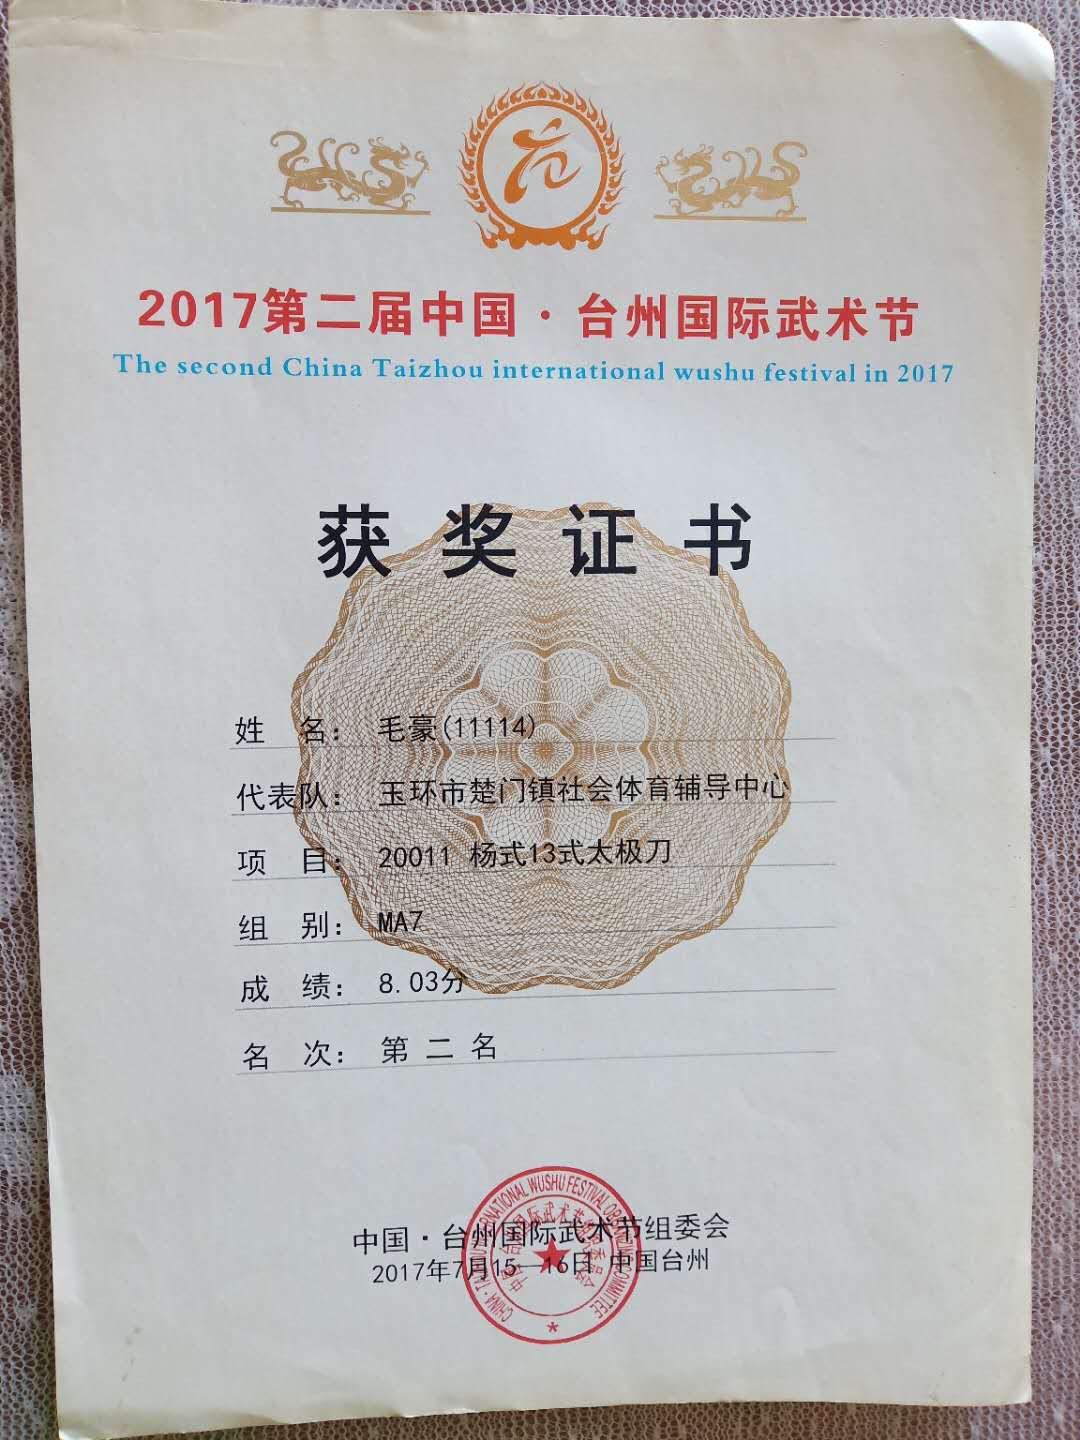 2017第二届中国·台州国际武术节
The second China Taizhou international wushu festival in 2017
获奖证书
姓 名： 毛豪(11114)
代表队： 玉环市楚门镇社会体育辅导中心
项 目： 20011 杨式13式太极刀
组 别： MA7
成 绩： 8.03分
名 次： 第 二 名
中国·台州国际武术节组委会
2017年7月15—16日 中国台州